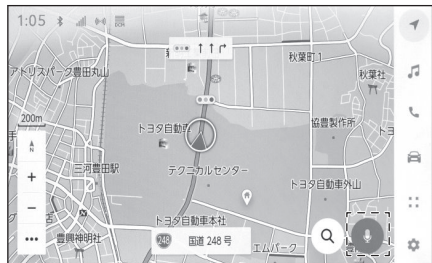 1:05
秋葉町1
アトリスパーク豊田丸山
秋葉社
200m
トヨタ自動車
協豊製作所
N
三河豊田駅
テクニカルセンター
トヨタ自動車外山
トヨタ自動車本社
248
国道 248 号
豊興神明社
エムパーク